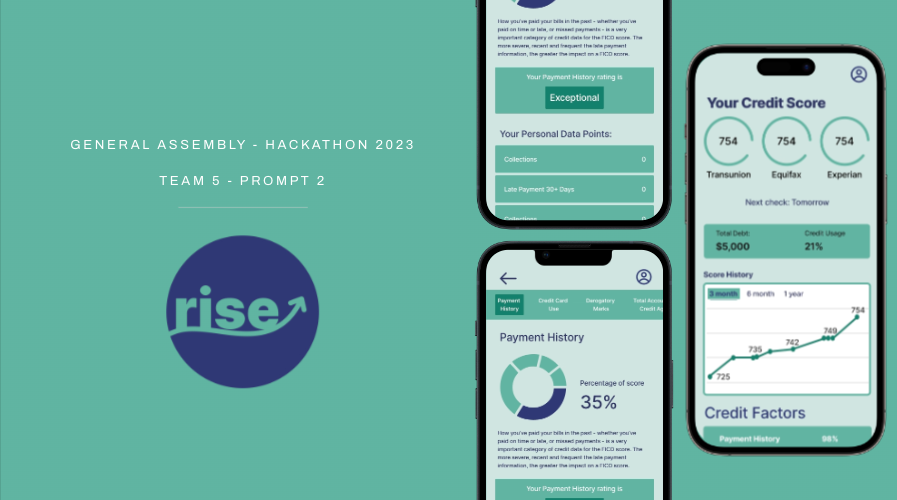 GENERAL ASSEMBLY - HACKATHON 2023
TEAM 5 - PROMPT 2
rise
How you've paid your bills in the past - whether you've
paid on time or late, or missed payments - is a very
important category of credit data for the FICO score. The
more severe, recent and frequent the late payment
information, the greater the impact on a FICO score.
Your Payment History rating is
Exceptional
Your Personal Data Points:
Collections 0
Late Payment 30+ Days 0
Collections
Payment
History
Credit Card
Use
Derogatory
Marks
Total Accou
Credit Ag
Payment History
Percentage of score
35%
How you've paid your bills in the past - whether you've
paid on time or late, or missed payments - is a very
important category of credit data for the FICO score. The
more severe, recent and frequent the late payment
information, the greater the impact on a FICO score.
Your Payment History rating is
Your Credit Score
754 754 754
Transunion Equifax Experian
Next check: Tomorrow
Total Debt: Credit Usage
$5,000 21%
Score History
3 month 6 month 1 year
754
749
742
735
725
Credit Factors
Payment History 98%